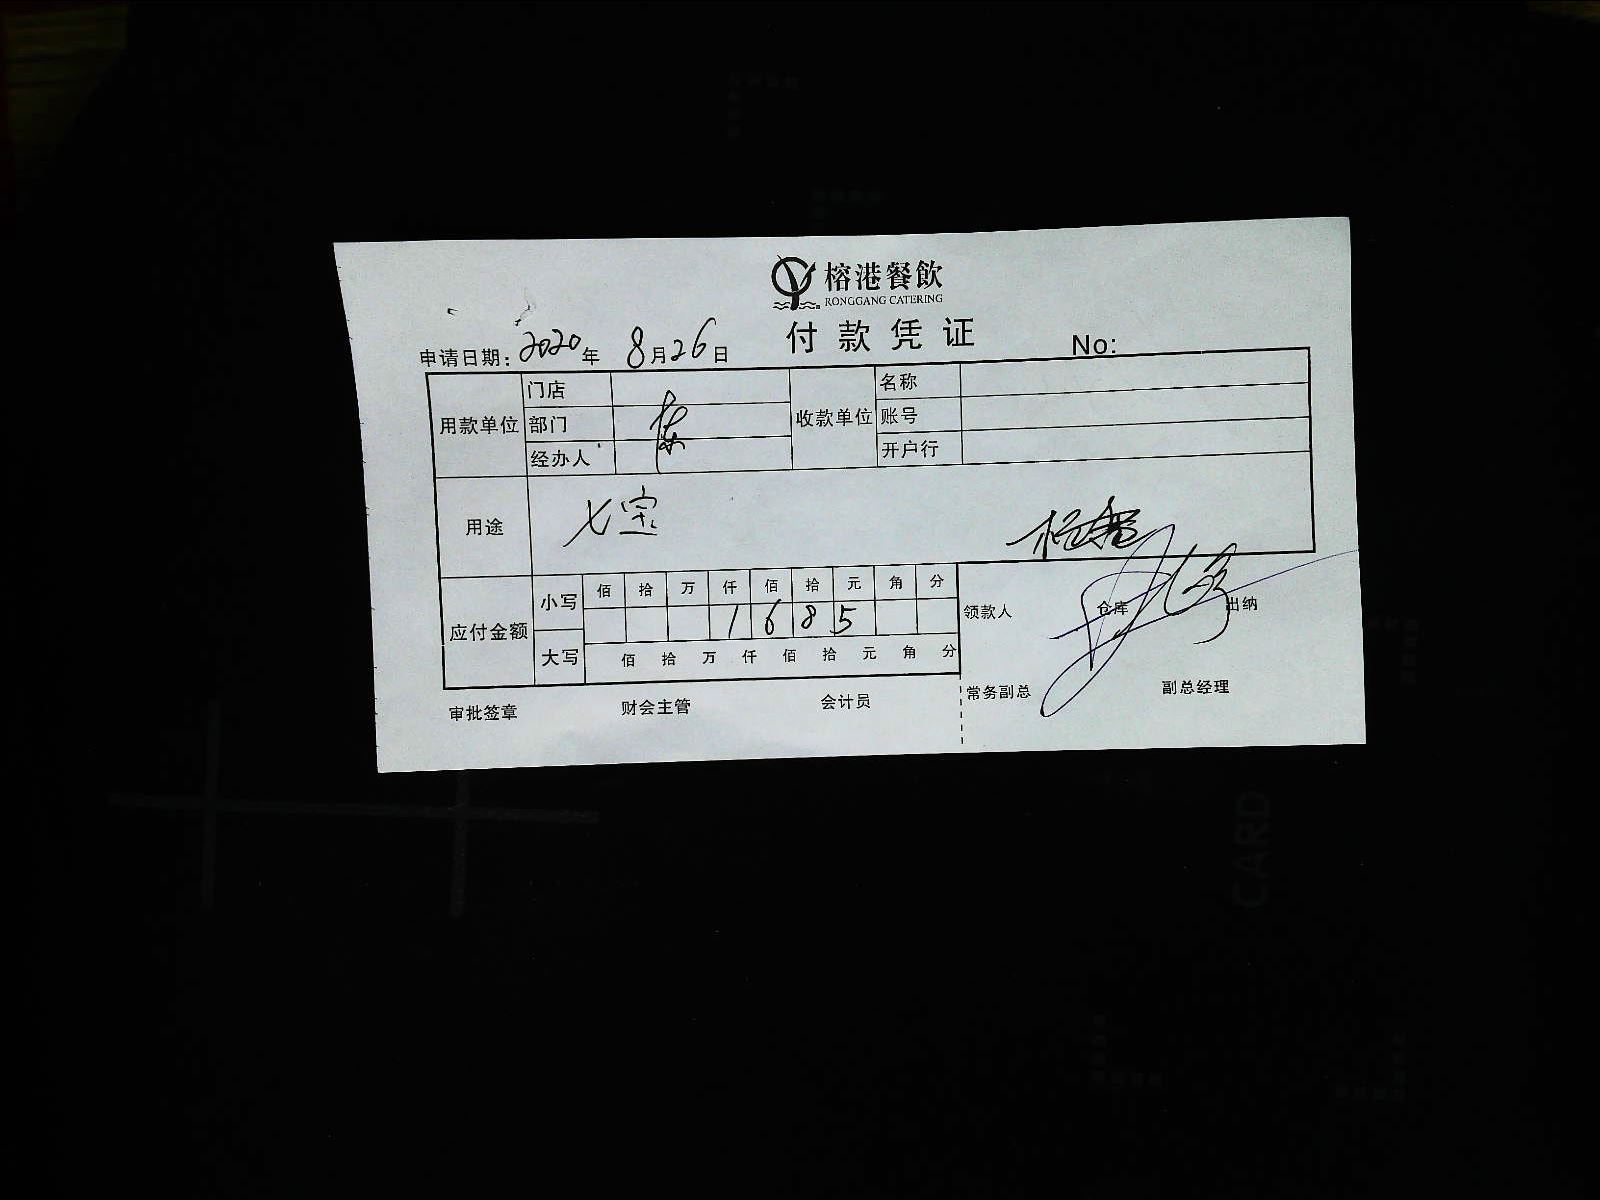 榕港餐飲
RONGGANG CATERING
付款凭证
申请日期：2020年 8月26日
No:
用款单位 门店 收款单位 名称
部门 账号
经办人 开户行
用途 七宝
应付金额 小写 佰 拾 万 仟 佰 拾 元 角 分
1 6 8 5
大写 佰 拾 万 仟 佰 拾 元 角 分
领款人 仓库 出纳
常务副总 副总经理
审批签章 财会主管 会计员
CARD